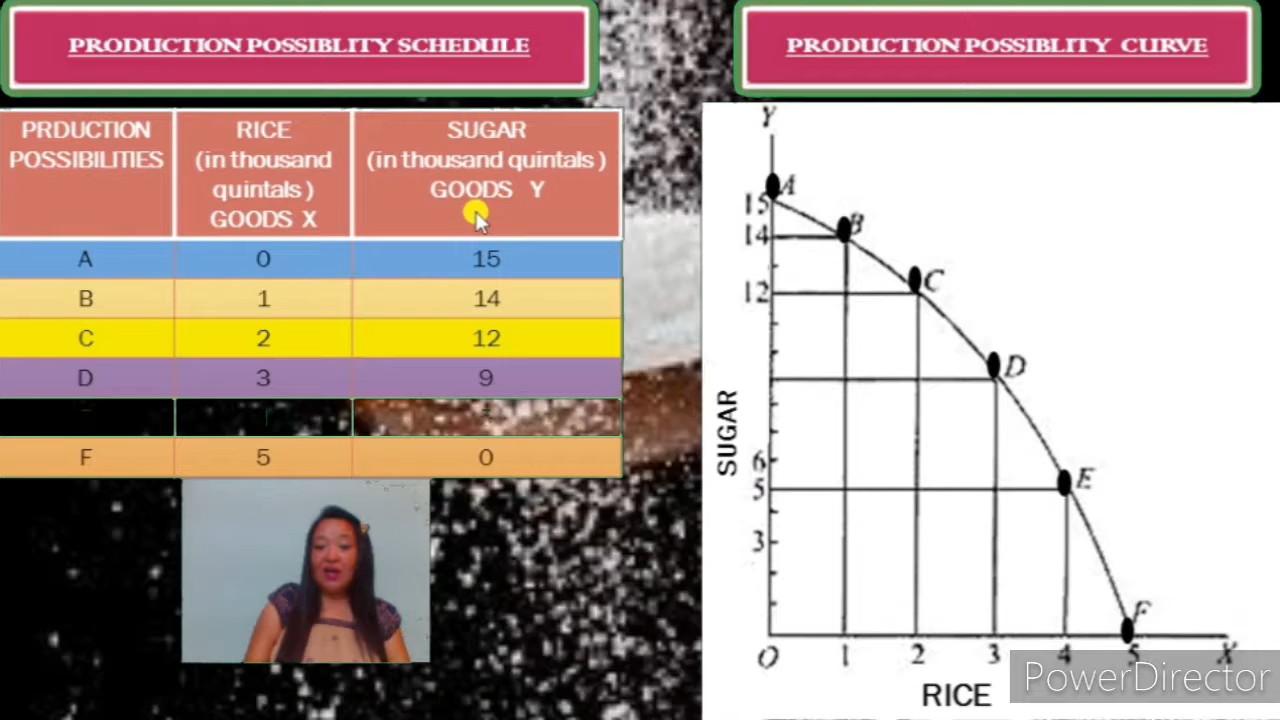 PRODUCTION POSSIBLITY SCHEDULE
PRDUCTION POSSIBILITIES
RICE (in thousand quintals ) GOODS X
SUGAR (in thousand quintals ) GOODS Y
A 0 15
B 1 14
C 2 12
D 3 9
F 5 0
PRODUCTION POSSIBLITY CURVE
Y
A
15
B
14
C
12
D
SUGAR
6
E
5
3
F
O 1 2 3 4 5 X
RICE
PowerDirector